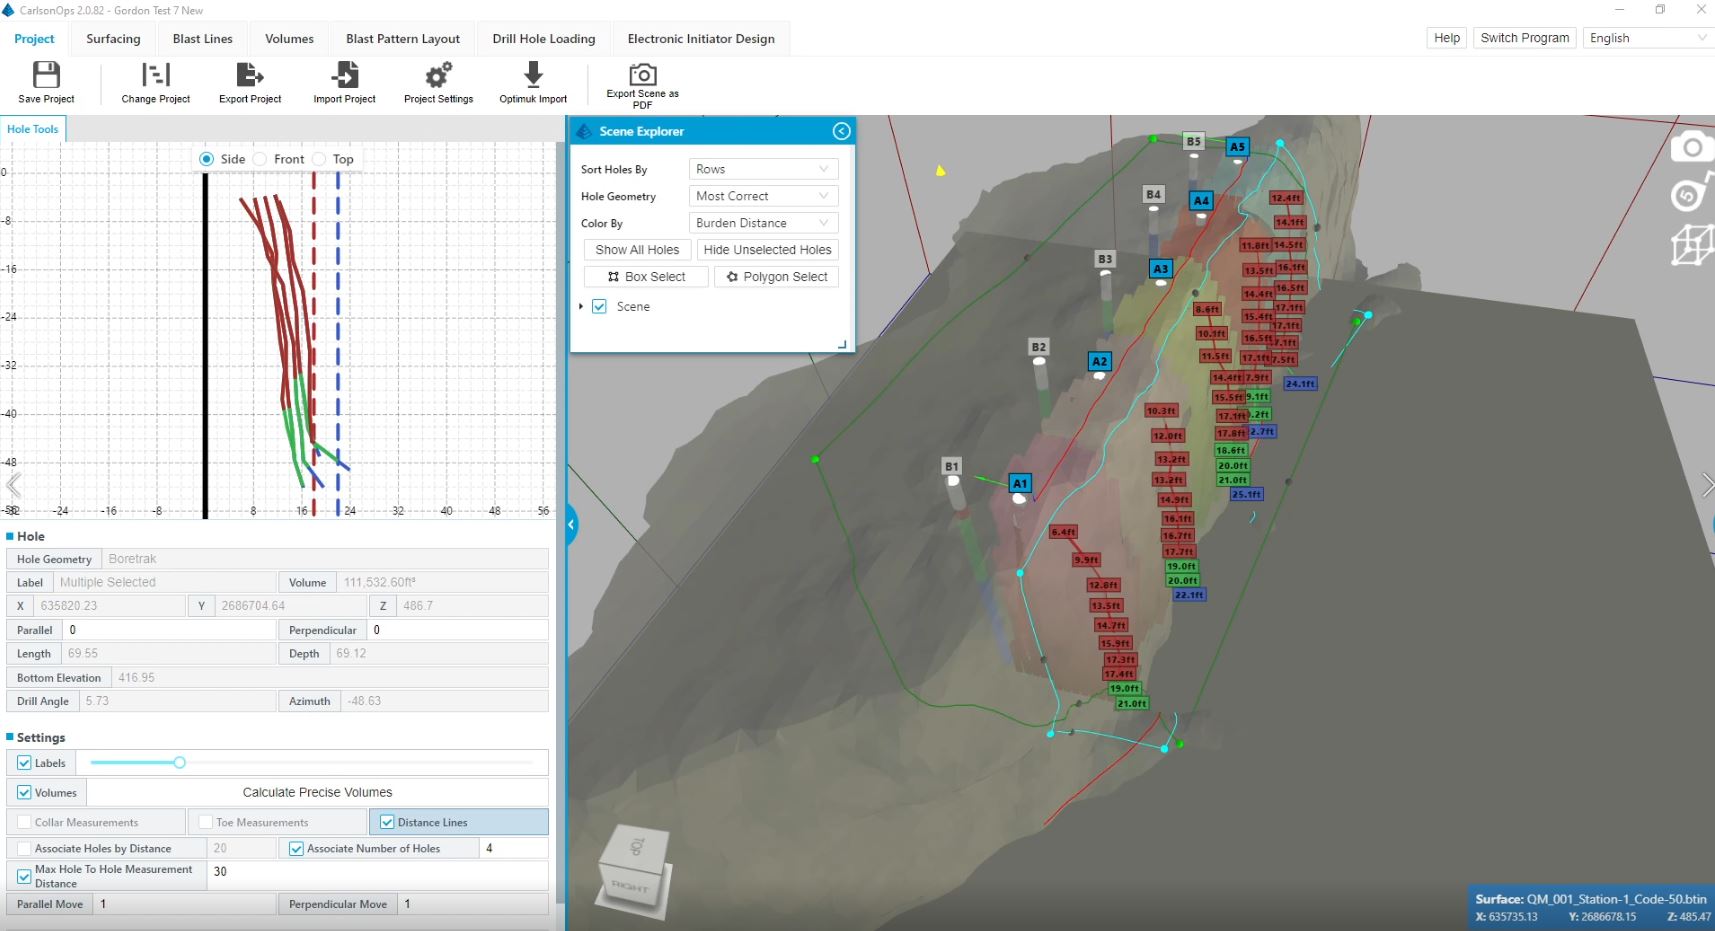 CarlsonOps 2.0.82 - Gordon Test 7 New
Project Surfacing Blast Lines Volumes Blast Pattern Layout Drill Hole Loading Electronic Initiator Design
Help Switch Program English
Save Project Change Project Export Project Import Project Project Settings Optimuk Import Export Scene as PDF
Hole Tools
Side Front Top
0
-8
-16
-24
-32
-40
-48
-24 -16 -8 0 8 16 24 32 40 48 56
Hole
Hole Geometry Boretrak
Label Multiple Selected Volume 111,532.60ft³
X 635820.23 Y 2686704.64 Z 486.7
Parallel 0 Perpendicular 0
Length 69.55 Depth 69.12
Bottom Elevation 416.95
Drill Angle 5.73 Azimuth -48.63
Settings
Labels
Volumes Calculate Precise Volumes
Collar Measurements Toe Measurements Distance Lines
Associate Holes by Distance 20 Associate Number of Holes 4
Max Hole To Hole Measurement Distance 30
Parallel Move 1 Perpendicular Move 1
Scene Explorer
Sort Holes By Rows
Hole Geometry Most Correct
Color By Burden Distance
Show All Holes Hide Unselected Holes
Box Select Polygon Select
Scene
B5 A5
B4 A4
B3 A3
B2 A2
B1 A1
12.4ft
14.1ft
11.8ft 14.5ft
13.5ft 16.1ft
14.4ft 16.5ft
8.6ft 15.4ft 17.1ft
10.1ft 16.5ft 17.1ft
11.5ft 17.1ft 7.5ft
14.4ft 7.9ft 24.1ft
15.5ft 9.1ft
10.3ft 17.1ft
12.0ft 17.8ft 2.7ft
13.2ft 18.6ft
13.2ft 20.0ft
14.9ft 21.0ft
16.1ft 25.1ft
6.4ft 16.7ft
9.9ft 17.7ft
12.8ft 19.0ft
13.5ft 20.0ft
14.7ft 22.1ft
15.9ft
17.3ft
17.4ft
19.0ft
21.0ft
TOP
RIGHT
5
Surface: QM_001_Station-1_Code-50.btin
X: 635735.13 Y: 2686678.15 Z: 485.47